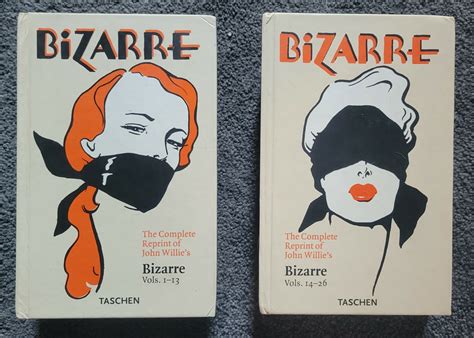 BiZARRE
The Complete
Reprint of
John Willie's
Bizarre
Vols. 1–13
TASCHEN
BiZARRE
The Complete
Reprint of
John Willie's
Bizarre
Vols. 14–26
TASCHEN